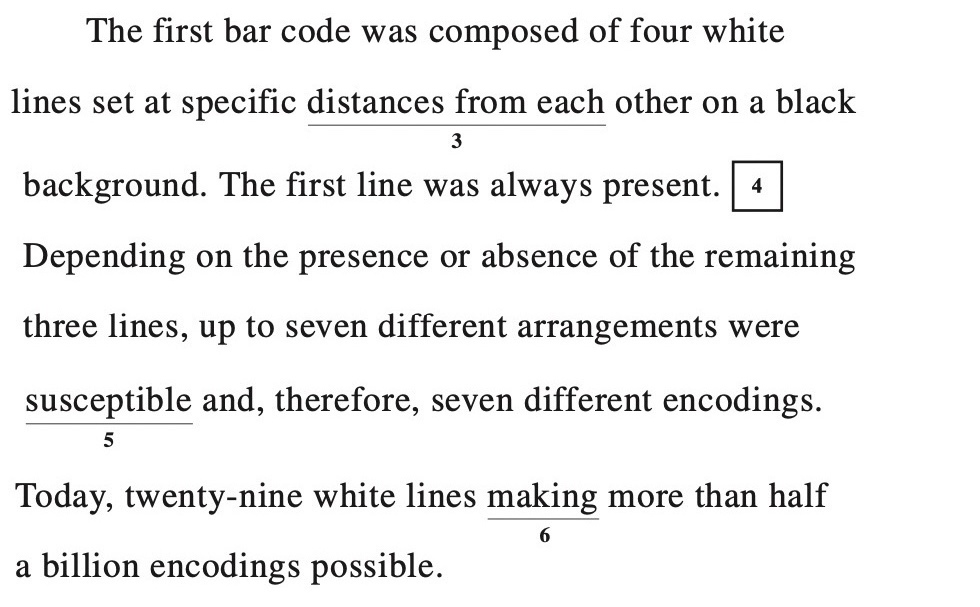 The first bar code was composed of four white
lines set at specific distances from each other on a black
3
background. The first line was always present. 4
Depending on the presence or absence of the remaining
three lines, up to seven different arrangements were
susceptible and, therefore, seven different encodings.
5
Today, twenty-nine white lines making more than half
6
a billion encodings possible.